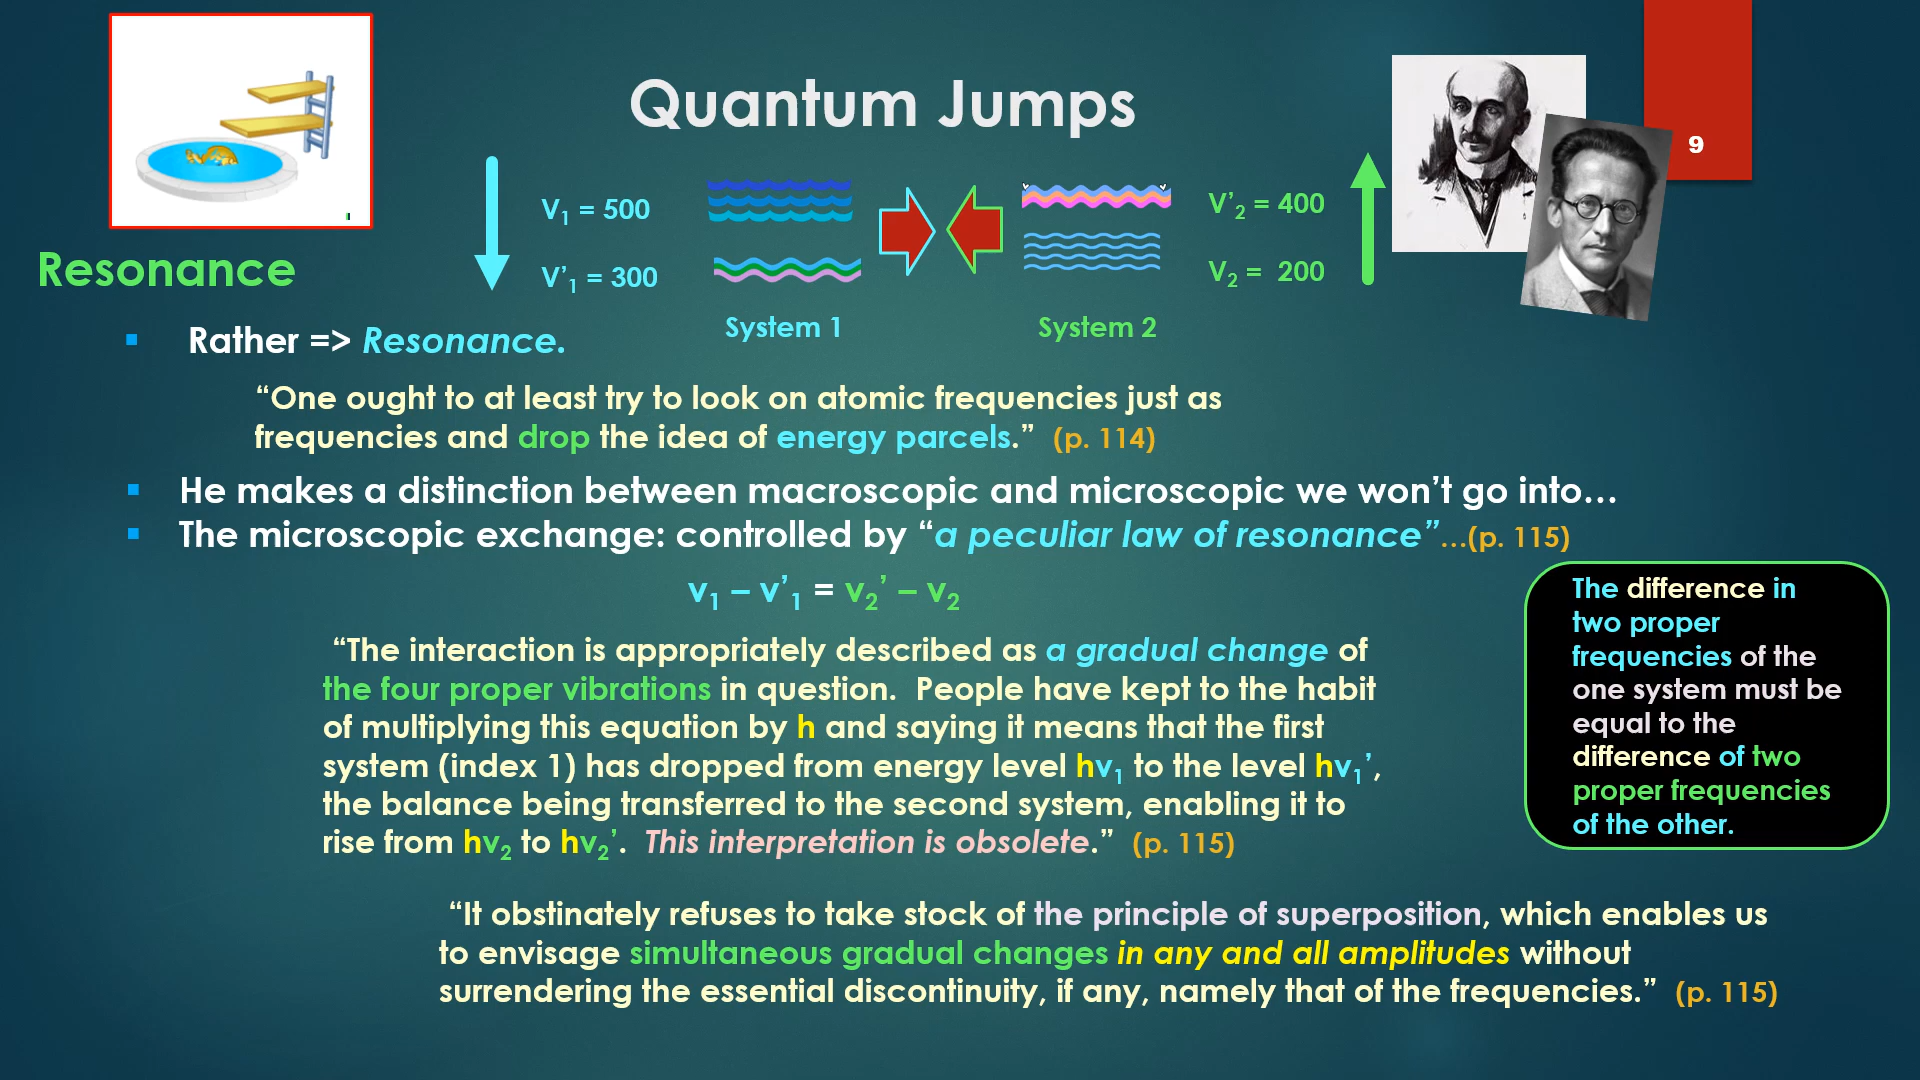 Quantum Jumps
9
V₁ = 500
V’₁ = 300
V’₂ = 400
V₂ =  200
System 1
System 2
Resonance
Rather => Resonance.
“One ought to at least try to look on atomic frequencies just as
frequencies and drop the idea of energy parcels.”  (p. 114)
He makes a distinction between macroscopic and microscopic we won’t go into…
The microscopic exchange: controlled by “a peculiar law of resonance”…(p. 115)
v₁ – v’₁ = v₂’ – v₂
“The interaction is appropriately described as a gradual change of
the four proper vibrations in question.  People have kept to the habit
of multiplying this equation by h and saying it means that the first
system (index 1) has dropped from energy level hv₁ to the level hv₁’,
the balance being transferred to the second system, enabling it to
rise from hv₂ to hv₂’.  This interpretation is obsolete.”  (p. 115)
The difference in
two proper
frequencies of the
one system must be
equal to the
difference of two
proper frequencies
of the other.
“It obstinately refuses to take stock of the principle of superposition, which enables us
to envisage simultaneous gradual changes in any and all amplitudes without
surrendering the essential discontinuity, if any, namely that of the frequencies.”  (p. 115)